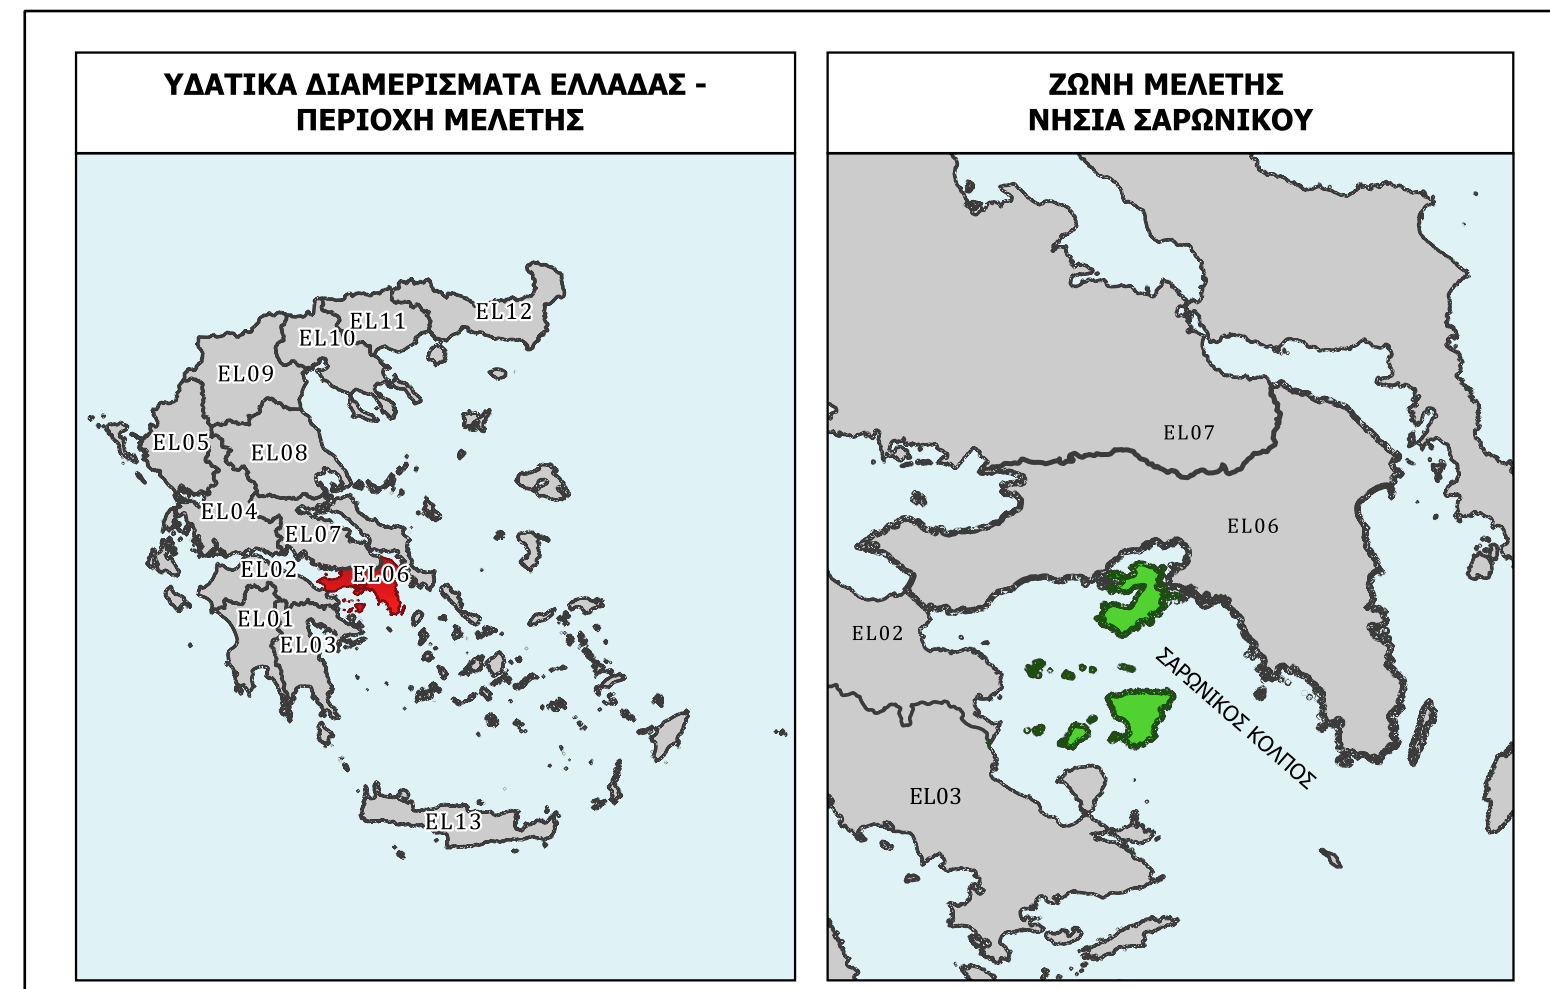 ΥΔΑΤΙΚΑ ΔΙΑΜΕΡΙΣΜΑΤΑ ΕΛΛΑΔΑΣ -
ΠΕΡΙΟΧΗ ΜΕΛΕΤΗΣ
EL12
EL11
EL10
EL09
EL05
EL08
EL04
EL07
EL02
EL06
EL01
EL03
EL13
ΖΩΝΗ ΜΕΛΕΤΗΣ
ΝΗΣΙΑ ΣΑΡΩΝΙΚΟΥ
EL07
EL06
EL02
ΣΑΡΩΝΙΚΟΣ ΚΟΛΠΟΣ
EL03